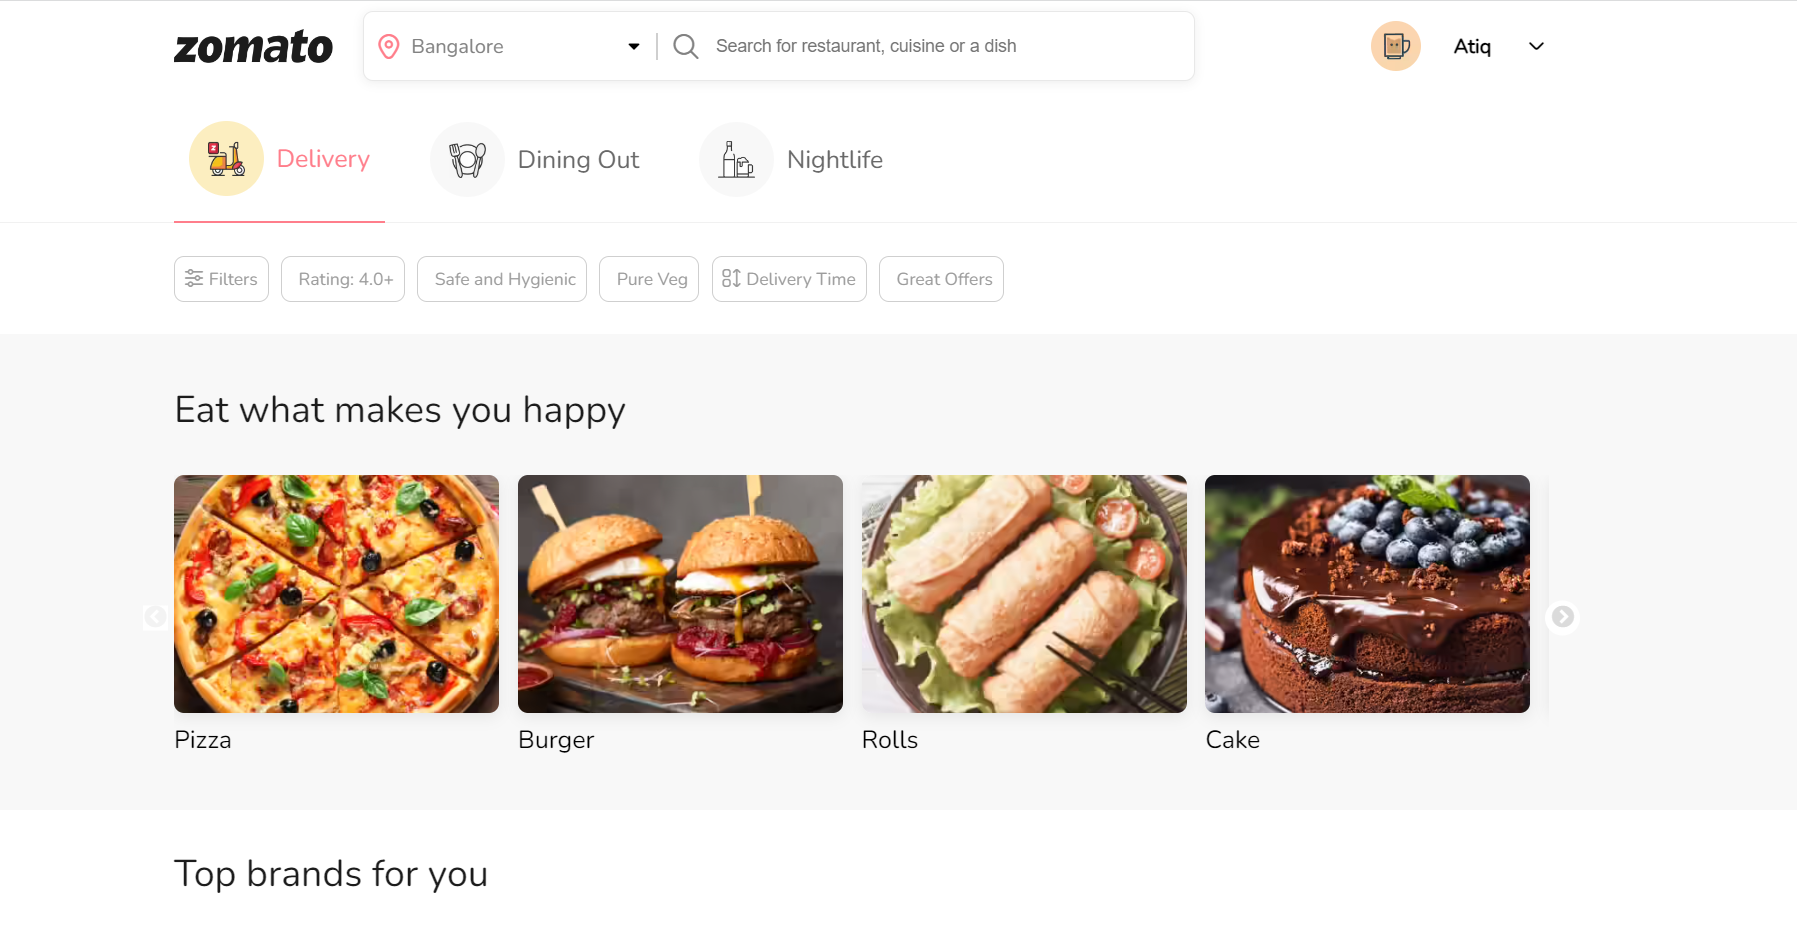 zomato
Bangalore
Search for restaurant, cuisine or a dish
Atiq
Delivery
Dining Out
Nightlife
Filters
Rating: 4.0+
Safe and Hygienic
Pure Veg
Delivery Time
Great Offers
Eat what makes you happy
Pizza
Burger
Rolls
Cake
Top brands for you